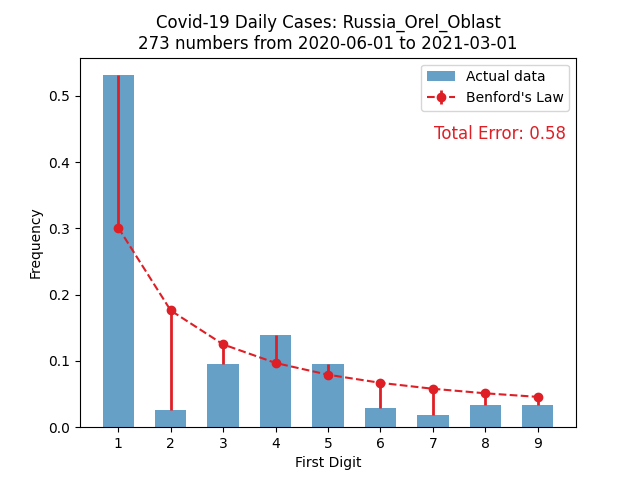 Covid-19 Daily Cases: Russia_Orel_Oblast
273 numbers from 2020-06-01 to 2021-03-01
Actual data
Benford's Law
Total Error: 0.58
Frequency
0.5
0.4
0.3
0.2
0.1
0.0
1 2 3 4 5 6 7 8 9
First Digit